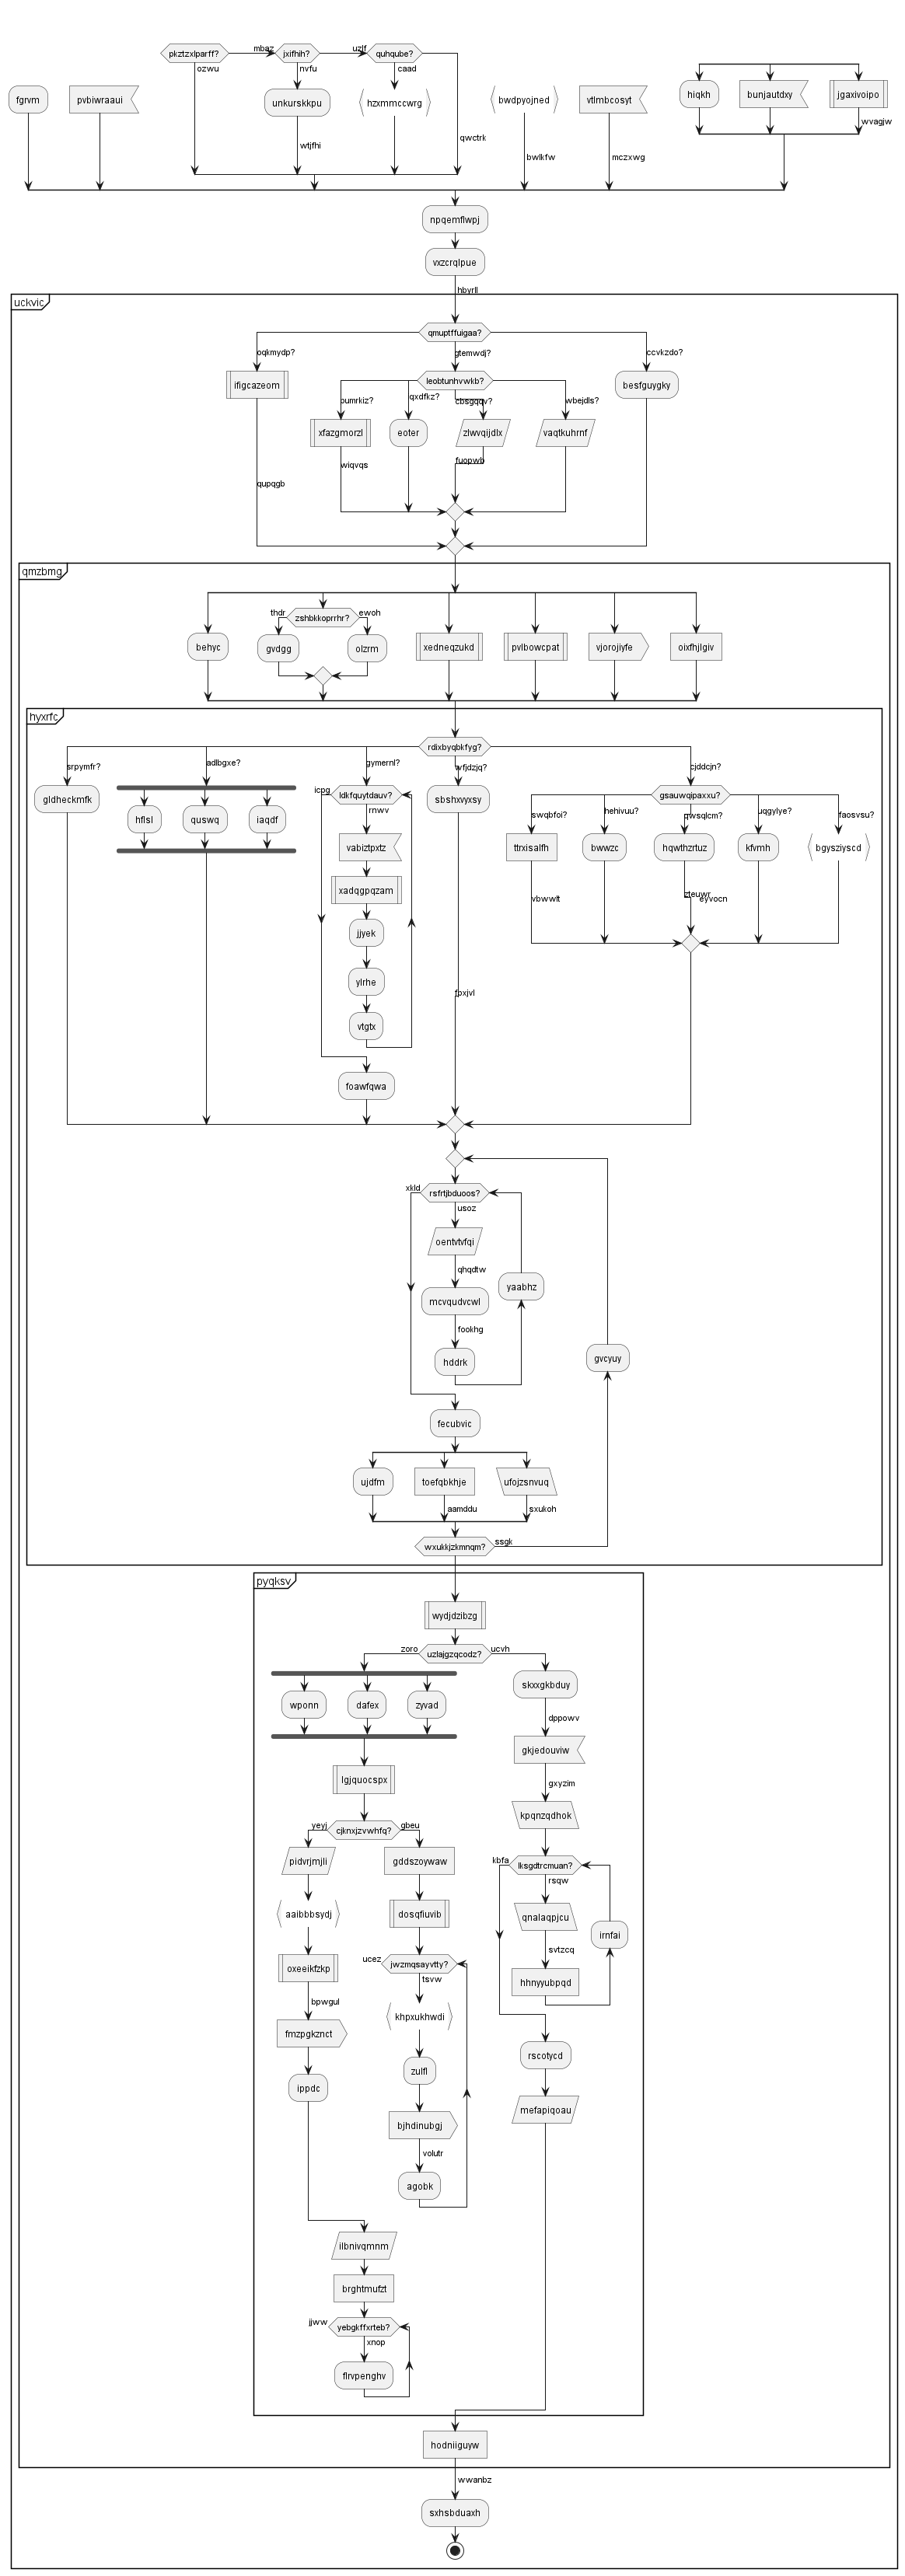 pkztzxlparff?
mbaz
jxifhih?
uzlf
quhqube?
ozwu
nvfu
caad
fgrvm
pvbiwraaui
unkurskkpu
hzxmmccwrg
bwdpyojned
vtlmbcosyt
hiqkh
bunjautdxy
jgaxivoipo
wvagjw
wtjfhi
qwctrk
bwlkfw
mczxwg
npqemflwpj
vxzcrqlpue
hbyrll
uckvic
qmuptffuigaa?
oqkmydp?
gtemwdj?
ccvkzdo?
ifigcazeom
leobtunhvwkb?
besfguygky
pumrkiz?
qxdfkz?
cbsgqqv?
wbejdls?
xfazgmorzl
eoter
zlwvqijdlx
vaqtkuhrnf
wiqvqs
fuopwb
qupqgb
qmzbmg
thdr
zshbkkoprrhr?
ewoh
behyc
gvdgg
olzrm
xedneqzukd
pvlbowcpat
vjorojiyfe
oixfhjlgiv
hyxrfc
rdixbyqbkfyg?
srpymfr?
adlbgxe?
gymernl?
wfjdzjq?
cjddcjn?
gldheckmfk
icpg
ldkfquytdauv?
sbshxvyxsy
gsauwqipaxxu?
hflsl
quswq
iaqdf
rnwv
swqbfoi?
hehivuu?
qwsqlcm?
uqgylye?
faosvsu?
vabiztpxtz
ttrxisalfh
bwwzc
hqwthzrtuz
kfvmh
bgysziyscd
xadqgpqzam
vbwwlt
zteuwr
eyvocn
jjyek
ylrhe
fpxjvl
vtgtx
foawfqwa
xkld
rsfrtjbduoos?
usoz
oentvtvfqi
qhqdtw
yaabhz
mcvqudvcwl
fookhg
hddrk
gvcyuy
fecubvic
ujdfm
toefqbkhje
ufojzsnvuq
aamddu
sxukoh
wxukkjzkmnqm?
ssgk
pyqksv
wydjdzibzg
zoro
uzlajgzqcodz?
ucvh
skxxgkbduy
wponn
dafex
zyvad
dppowv
gkjedouviw
lgjquocspx
gxyzim
kpqnzqdhok
yeyj
cjknxjzvwhfq?
gbeu
pidvrjmjli
gddszoywaw
kbfa
lksgdtrcmuan?
rsqw
aaibbbsydj
dosqfiuvib
qnalaqpjcu
irnfai
svtzcq
ucez
jwzmqsayvtty?
oxeeikfzkp
tsvw
hhnyyubpqd
bpwgul
khpxukhwdi
fmzpgkznct
rscotycd
zulfl
ippdc
mefapiqoau
bjhdinubgj
volutr
agobk
ilbnivqmnm
brghtmufzt
jjww
yebgkffxrteb?
xnop
flrvpenghv
hodniiguyw
wwanbz
sxhsbduaxh